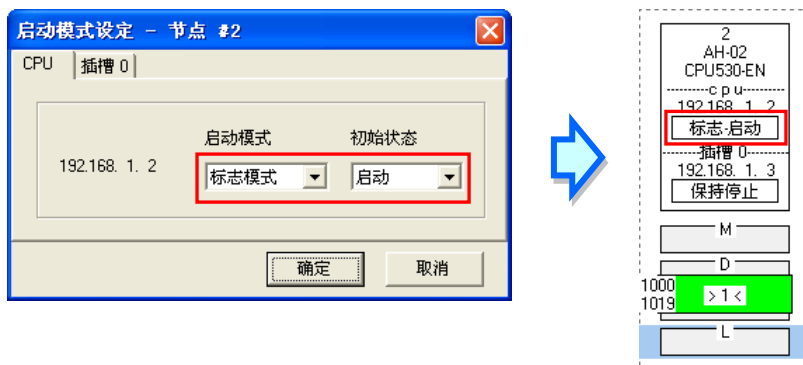 启动模式设定 - 节点 #2
CPU
插槽 0
启动模式
初始状态
192.168. 1. 2
标志模式
启动
确定
取消
2
AH-02
CPU530-EN
--------c p u--------
192.168. 1. 2
标志-启动
-------插槽 0-------
192.168. 1. 3
保持停止
M
D
1000
1019
> 1 <
L